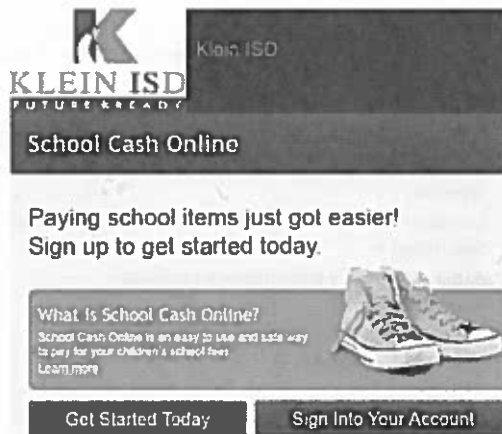 Klein ISD
KLEIN ISD
FUTURE READY
School Cash Online
Paying school items just got easier!
Sign up to get started today.
What Is School Cash Online?
School Cash Online is an easy to use and safe way
to pay for your children's school fees
Learn more
Get Started Today
Sign Into Your Account